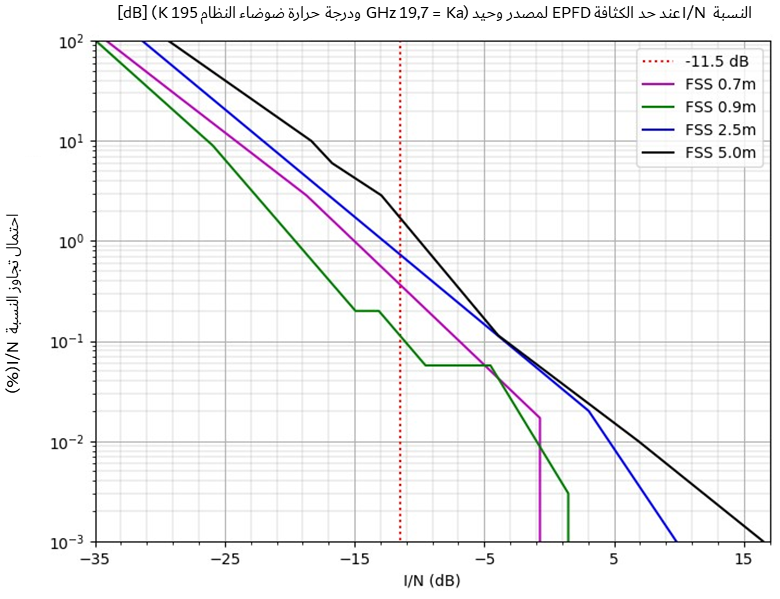 النسبة I/N عند حد الكثافة EPFD لمصدر وحيد (GHz 19,7 = Ka ودرجة حرارة ضوضاء النظام K 195) [dB]
-11.5 dB
FSS 0.7m
FSS 0.9m
FSS 2.5m
FSS 5.0m
احتمال تجاوز النسبة I/N(%)
10²
10¹
10⁰
10⁻¹
10⁻²
10⁻³
−35 −25 −15 −5 5 15
I/N (dB)